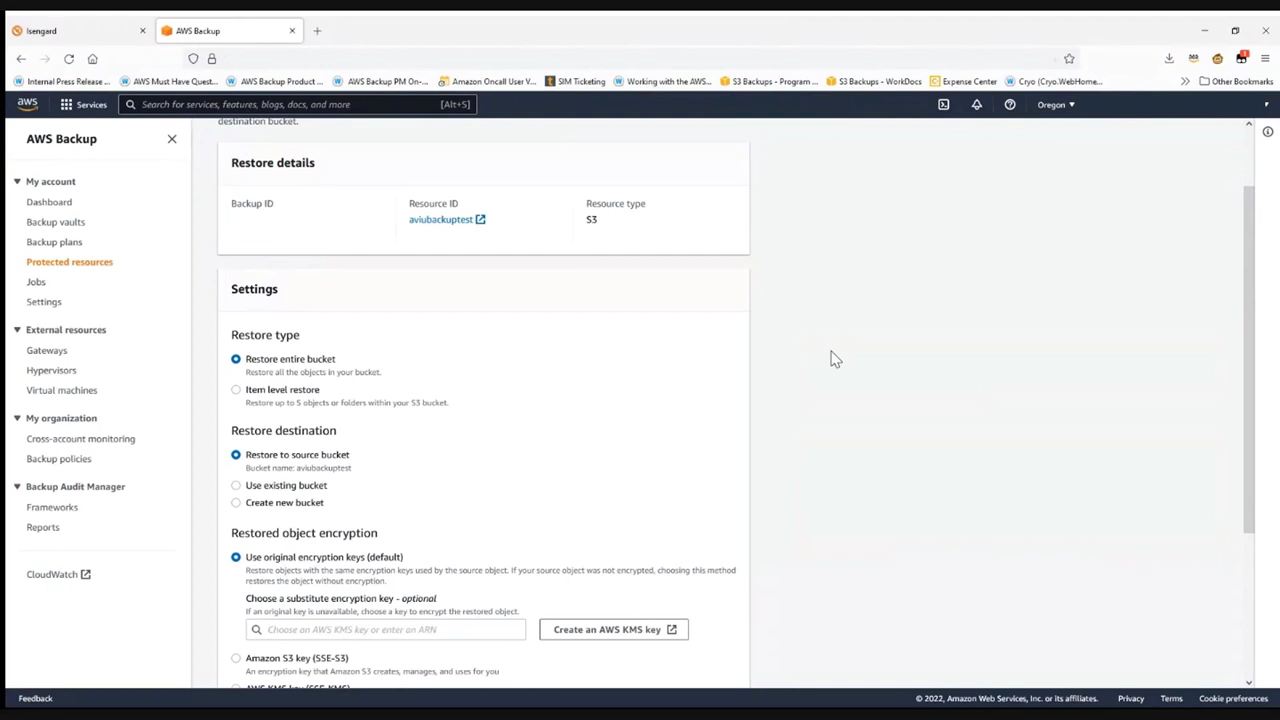 Isengard
AWS Backup
Internal Press Release ...
AWS Must Have Quest...
AWS Backup Product ...
AWS Backup PM On-...
Amazon Oncall User V...
SIM Ticketing
Working with the AWS...
S3 Backups - Program ...
S3 Backups - WorkDocs
Expense Center
Cryo (Cryo.WebHome...
Other Bookmarks
aws
Services
Search for services, features, blogs, docs, and more
[Alt+S]
Oregon
AWS Backup
My account
Dashboard
Backup vaults
Backup plans
Protected resources
Jobs
Settings
External resources
Gateways
Hypervisors
Virtual machines
My organization
Cross-account monitoring
Backup policies
Backup Audit Manager
Frameworks
Reports
CloudWatch
destination bucket.
Restore details
Backup ID
Resource ID
aviubackuptest
Resource type
S3
Settings
Restore type
Restore entire bucket
Restore all the objects in your bucket.
Item level restore
Restore up to 5 objects or folders within your S3 bucket.
Restore destination
Restore to source bucket
Bucket name: aviubackuptest
Use existing bucket
Create new bucket
Restored object encryption
Use original encryption keys (default)
Restore objects with the same encryption keys used by the source object. If your source object was not encrypted, choosing this method
restores the object without encryption.
Choose a substitute encryption key - optional
If an original key is unavailable, choose a key to encrypt the restored object.
Choose an AWS KMS key or enter an ARN
Create an AWS KMS key
Amazon S3 key (SSE-S3)
An encryption key that Amazon S3 creates, manages, and uses for you
AWS KMS key (SSE-KMS)
Feedback
© 2022, Amazon Web Services, Inc. or its affiliates.
Privacy
Terms
Cookie preferences